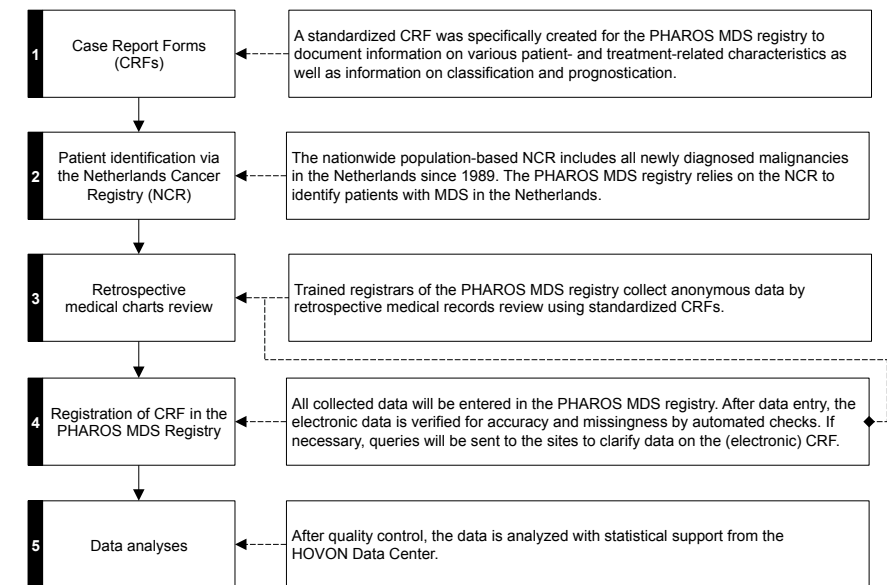 1
Case Report Forms
(CRFs)
A standardized CRF was specifically created for the PHAROS MDS registry to
document information on various patient- and treatment-related characteristics as
well as information on classification and prognostication.
2
Patient identification via
the Netherlands Cancer
Registry (NCR)
The nationwide population-based NCR includes all newly diagnosed malignancies
in the Netherlands since 1989. The PHAROS MDS registry relies on the NCR to
identify patients with MDS in the Netherlands.
3
Retrospective
medical charts review
Trained registrars of the PHAROS MDS registry collect anonymous data by
retrospective medical records review using standardized CRFs.
4
Registration of CRF in the
PHAROS MDS Registry
All collected data will be entered in the PHAROS MDS registry. After data entry, the
electronic data is verified for accuracy and missingness by automated checks. If
necessary, queries will be sent to the sites to clarify data on the (electronic) CRF.
5
Data analyses
After quality control, the data is analyzed with statistical support from the
HOVON Data Center.